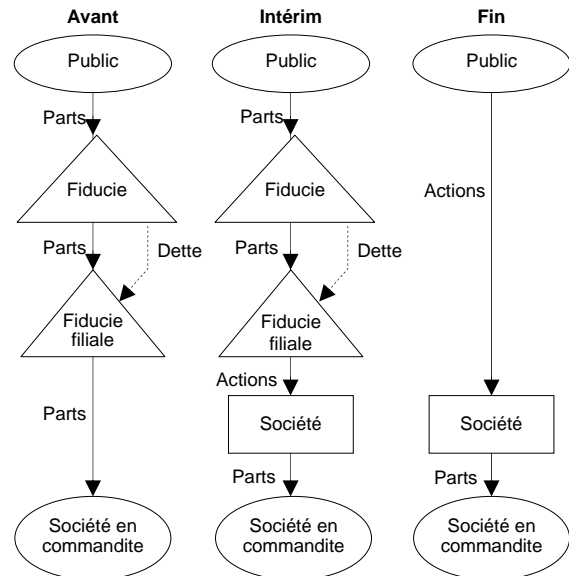 Avant
Public
Parts
Fiducie
Parts
Dette
Fiducie
filiale
Parts
Société en
commandite
Intérim
Public
Parts
Fiducie
Parts
Dette
Fiducie
filiale
Actions
Société
Parts
Société en
commandite
Fin
Public
Actions
Société
Parts
Société en
commandite